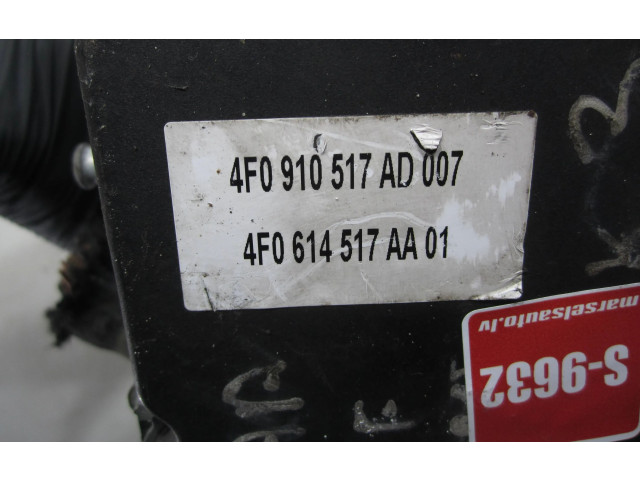 4F0 910 517 AD 007
4F0 614 517 AA 01
marselsauto.lv
S-9632